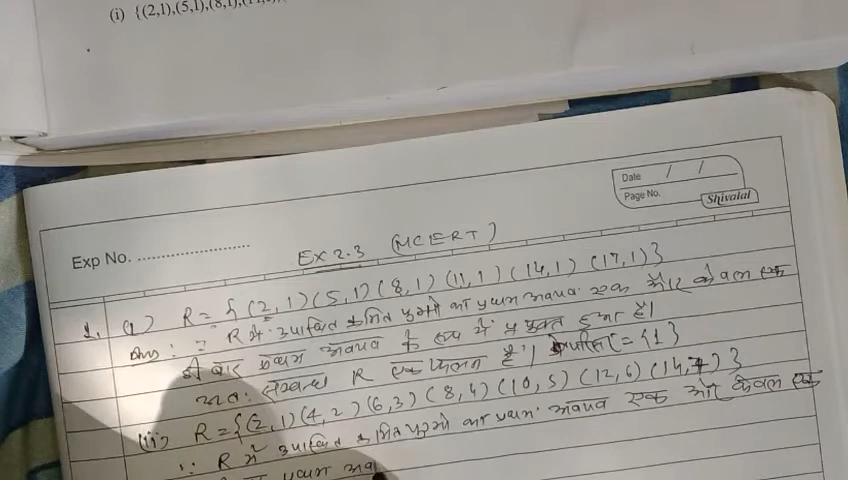 (i) {(2,1),(5,1),(8,1),
Date / /
Page No.
Shivalal
Exp No.
EX 2.3 (NCERT)
1. (1) R = { (2,1) (5,1) (8,1) (11,1) (14,1) (17,1) }
Ans: ∵ R में उपस्थित क्रमित युग्मो का प्रथम अवयव एक और केवल एक
ही बार प्रथम अवयव के रूप में प्रयुक्त हुआ है।
अतः सम्बन्ध R एक फलन है। परिसर = {1}
(ii) R = {(2,1) (4,2) (6,3) (8,4) (10,5) (12,6) (14,7) }
∵ R में उपस्थित क्रमित युग्मो का प्रथम अवयव एक और केवल एक
प्रथम